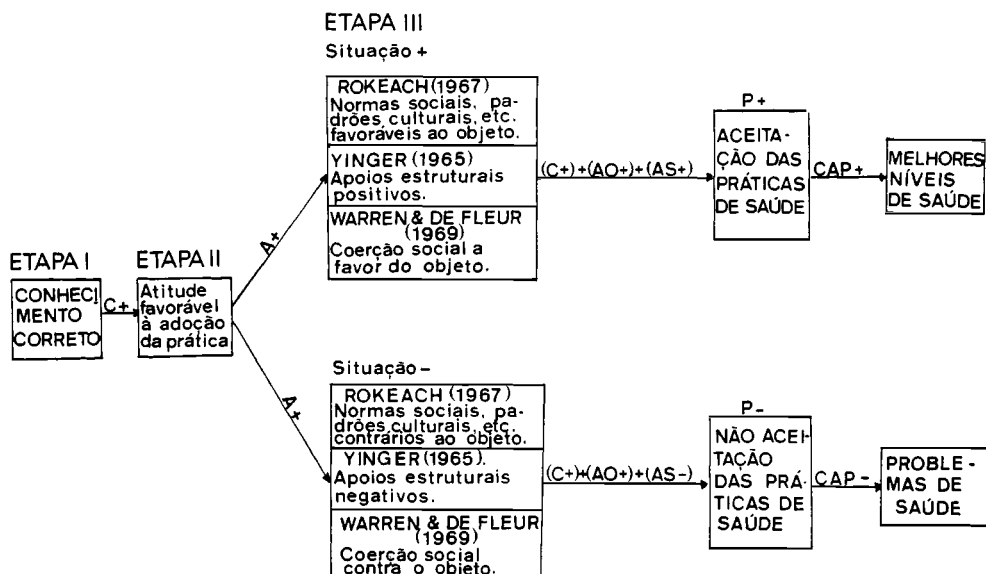 ETAPA III
Situação +
ROKEACH (1967)
Normas sociais, pa-
drões culturais, etc.
favoráveis ao objeto.
YINGER (1965)
Apoios estruturais
positivos.
WARREN & DE FLEUR
(1969)
Coerção social a
favor do objeto.
(C+)+(AO+)+(AS+)
P+
ACEITA-
ÇÃO DAS
PRÁTICAS
DE SAÚDE
CAP+
MELHORES
NÍVEIS
DE SAÚDE
ETAPA I
CONHECI
MENTO
CORRETO
C+
ETAPA II
Atitude
favorável
à adoção
da prática
A+
A+
Situação -
ROKEACH (1967)
Normas sociais, pa-
drões culturais, etc.
contrários ao objeto.
YINGER (1965).
Apoios estruturais
negativos.
WARREN & DE FLEUR
(1969)
Coerção social
contra o objeto.
(C+)+(AO+)+(AS-)
P-
NÃO ACEI-
TAÇÃO
DAS PRÁ-
TICAS DE
SAÚDE
CAP-
PROBLE-
MAS DE
SAÚDE